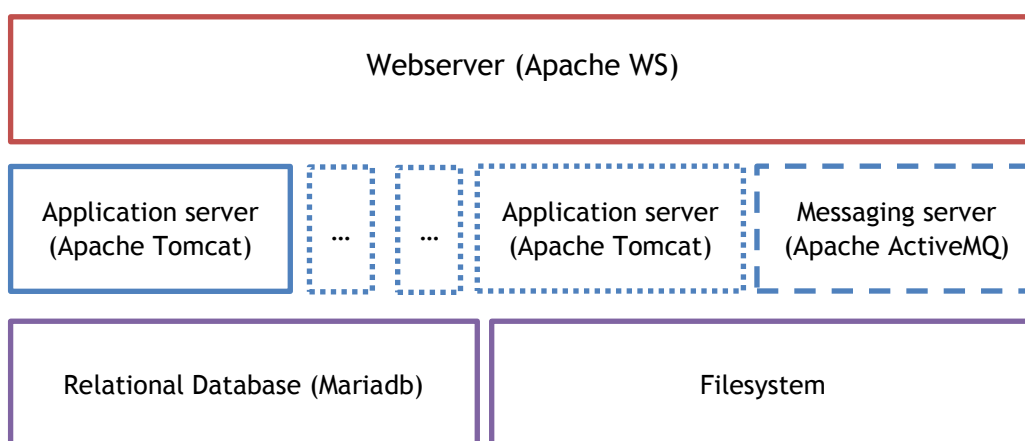 Webserver (Apache WS)
Application server
(Apache Tomcat)
...
...
Application server
(Apache Tomcat)
Messaging server
(Apache ActiveMQ)
Relational Database (Mariadb)
Filesystem